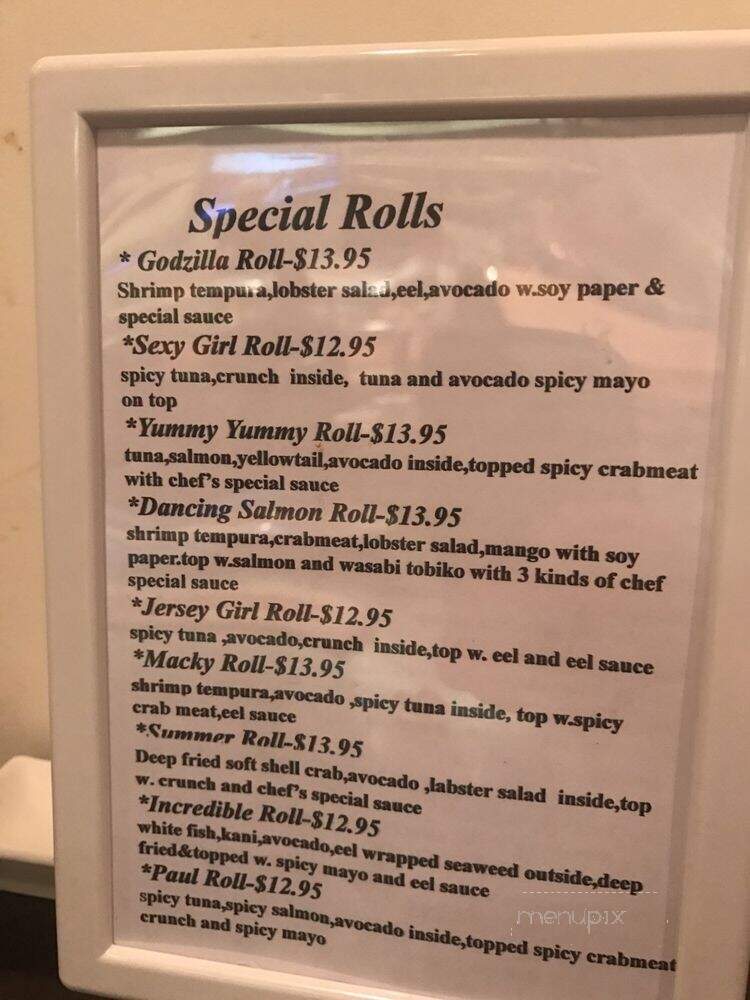 Special Rolls
* Godzilla Roll-$13.95
Shrimp tempura,lobster salad,eel,avocado w.soy paper &
special sauce
*Sexy Girl Roll-$12.95
spicy tuna,crunch inside, tuna and avocado spicy mayo
on top
*Yummy Yummy Roll-$13.95
tuna,salmon,yellowtail,avocado inside,topped spicy crabmeat
with chef's special sauce
*Dancing Salmon Roll-$13.95
shrimp tempura,crabmeat,lobster salad,mango with soy
paper.top w.salmon and wasabi tobiko with 3 kinds of chef
special sauce
*Jersey Girl Roll-$12.95
spicy tuna ,avocado,crunch inside,top w. eel and eel sauce
*Macky Roll-$13.95
shrimp tempura,avocado ,spicy tuna inside, top w.spicy
crab meat,eel sauce
*Summer Roll-$13.95
Deep fried soft shell crab,avocado ,labster salad inside,top
w. crunch and chef's special sauce
*Incredible Roll-$12.95
white fish,kani,avocado,eel wrapped seaweed outside,deep
fried&topped w. spicy mayo and eel sauce
*Paul Roll-$12.95
spicy tuna,spicy salmon,avocado inside,topped spicy crabmeat
crunch and spicy mayo
menupix